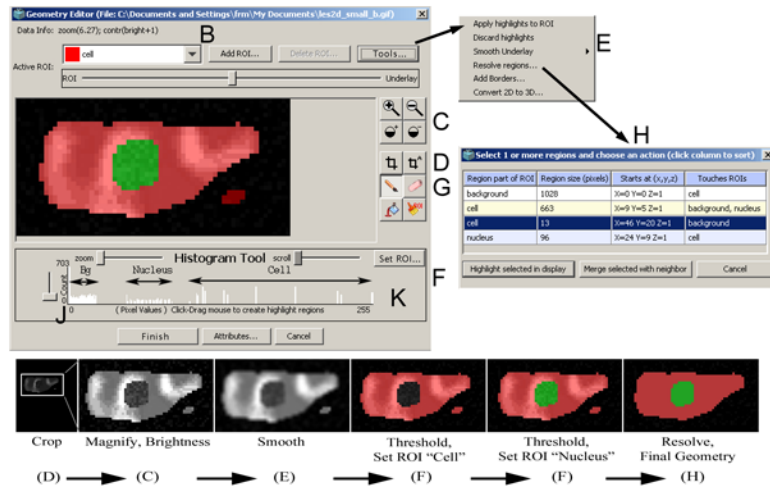 Geometry Editor (File: C:\Documents and Settings\frm\My Documents\les2d_small_b.gif)
Data Info: zoom(6.27); contr(bright+1)
B
Active ROI:
cell
Add ROI...
Delete ROI...
Tools...
ROI
Underlay
Apply highlights to ROI
Discard highlights
Smooth Underlay
Resolve regions...
Add Borders...
Convert 2D to 3D...
E
C
D
G
H
Select 1 or more regions and choose an action (click column to sort)
Region part of ROI Region size (pixels) Starts at (x,y,z) Touches ROIs
background 1028 X=0 Y=0 Z=1 cell
cell 663 X=9 Y=5 Z=1 background, nucleus
cell 13 X=46 Y=20 Z=1 background
nucleus 96 X=24 Y=9 Z=1 cell
Highlight selected in display
Merge selected with neighbor
Cancel
zoom
Histogram Tool
scroll
Set ROI...
703
Count
0
Bg
Nucleus
Cell
F
K
J
0 (Pixel Values) Click-Drag mouse to create highlight regions 255
Finish
Attributes...
Cancel
Crop
Magnify, Brightness
Smooth
Threshold,
Set ROI "Cell"
Threshold,
Set ROI "Nucleus"
Resolve,
Final Geometry
(D)
(C)
(E)
(F)
(F)
(H)